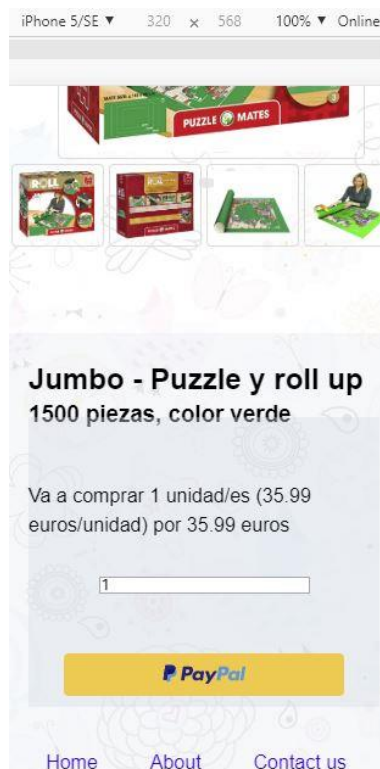 iPhone 5/SE ▼ 320 x 568 100% ▼ Online
PUZZLE MATES
ROLL
Jumbo - Puzzle y roll up
1500 piezas, color verde
Va a comprar 1 unidad/es (35.99
euros/unidad) por 35.99 euros
1
PayPal
Home About Contact us